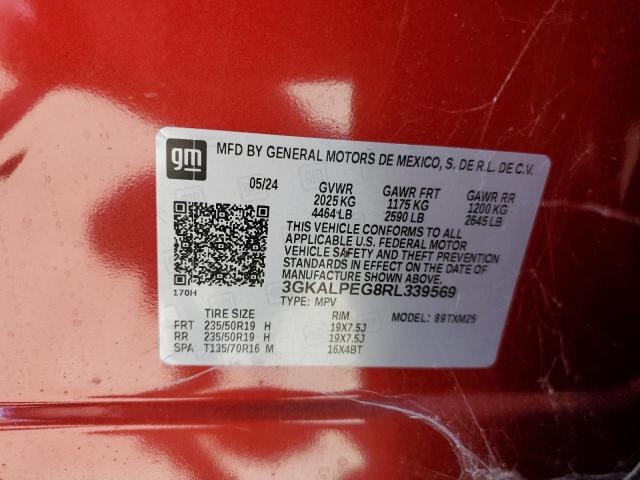 gm
MFD BY GENERAL MOTORS DE MEXICO, S. DE R.L. DE C.V.
05/24 GVWR GAWR FRT GAWR RR
2025 KG 1175 KG 1200 KG
4464 LB 2590 LB 2645 LB
THIS VEHICLE CONFORMS TO ALL
APPLICABLE U.S. FEDERAL MOTOR
VEHICLE SAFETY AND THEFT PREVENTION
STANDARDS IN EFFECT ON THE DATE OF
MANUFACTURE SHOWN ABOVE.
3GKALPEG8RL339569
170H
TYPE: MPV
TIRE SIZE RIM MODEL: 89TXM26
FRT 235/50R19 H 19X7.5J
RR 235/50R19 H 19X7.5J
SPA T135/70R16 M 16X4BT